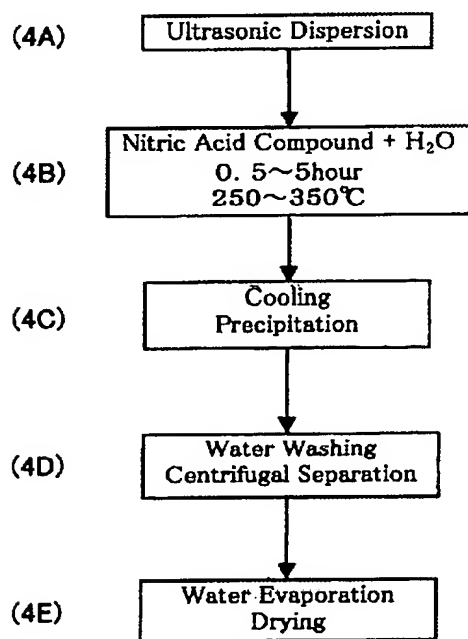 (4A)
Ultrasonic Dispersion
(4B)
Nitric Acid Compound + H₂O
0. 5～5hour
250～350℃
(4C)
Cooling
Precipitation
(4D)
Water Washing
Centrifugal Separation
(4E)
Water Evaporation
Drying